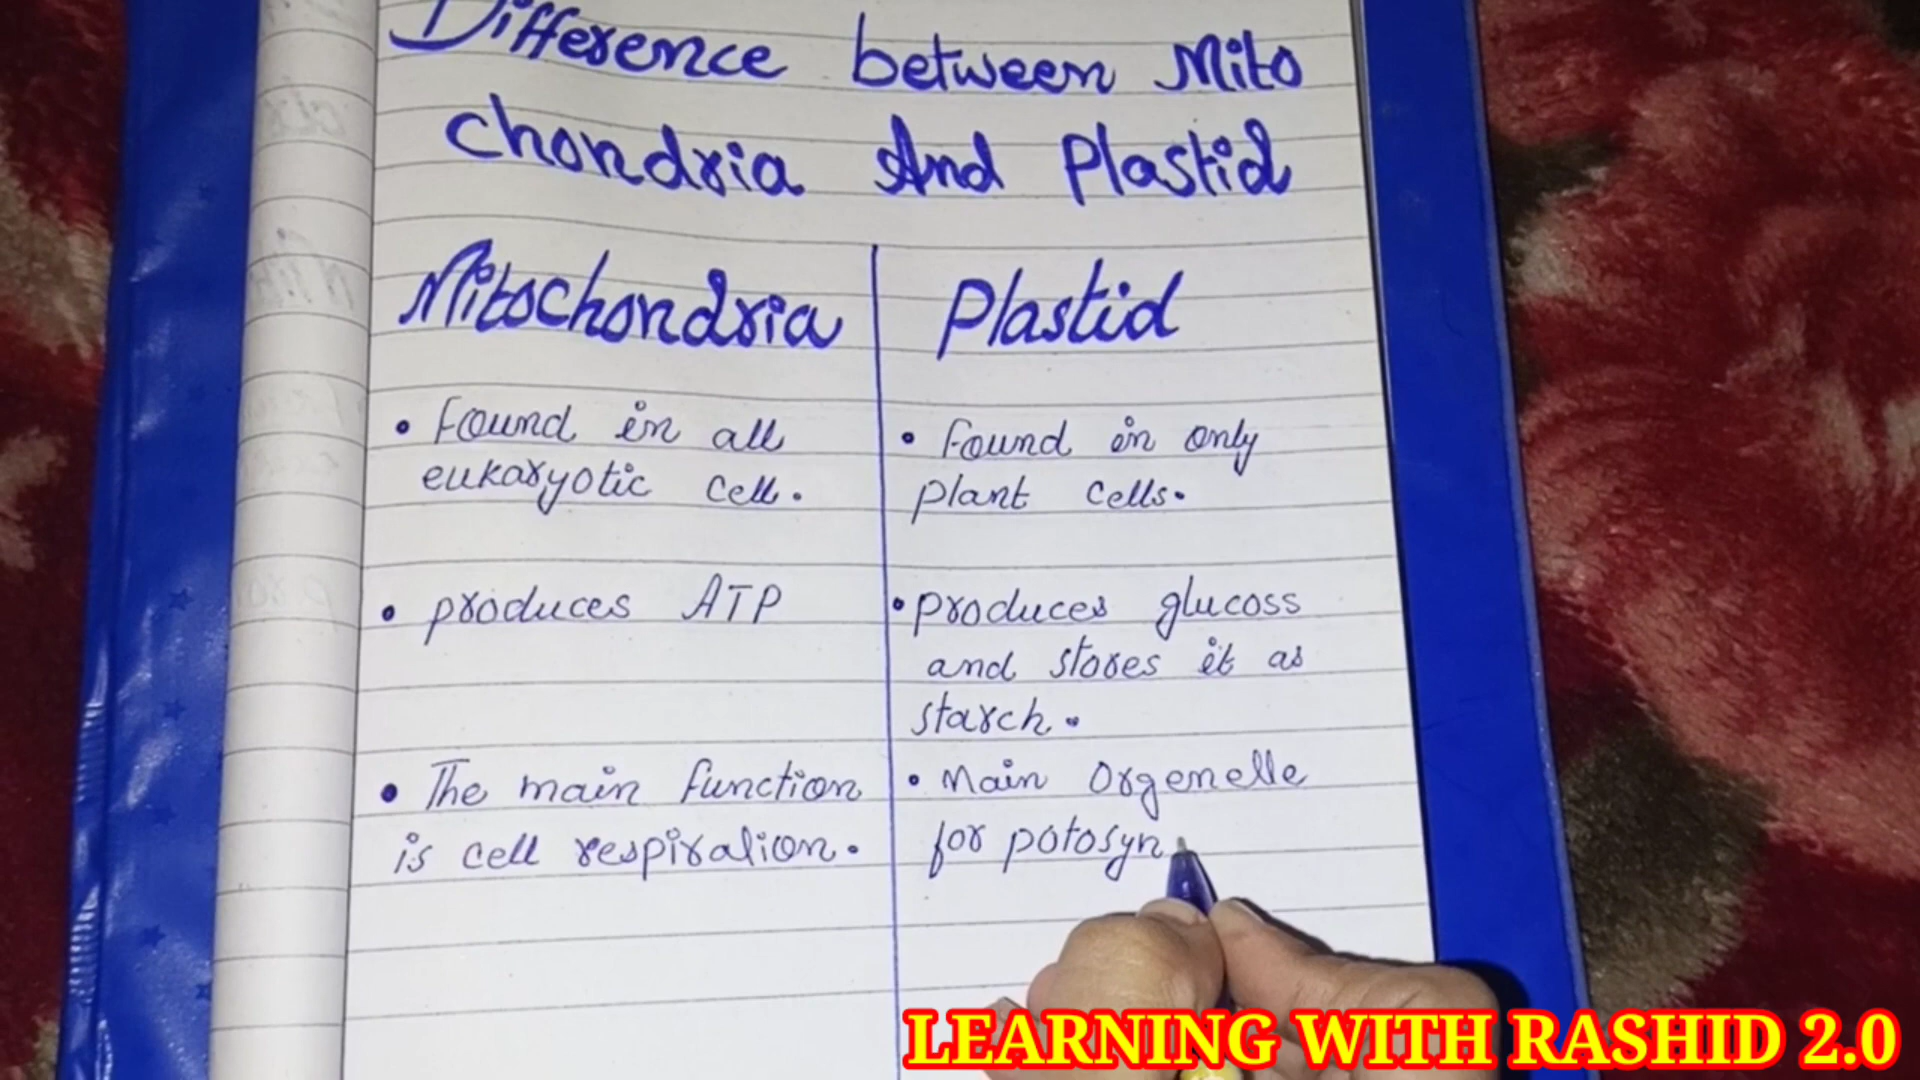 Difference between Mito
chondria And Plastid
Mitochondria
Plastid
• Found in all
eukaryotic cell.
• Found in only
plant cells.
• produces ATP
• produces glucoss
and stores it as
starch.
• The main function
is cell respiration.
• Main Orgenelle
for potosyn
LEARNING WITH RASHID 2.0